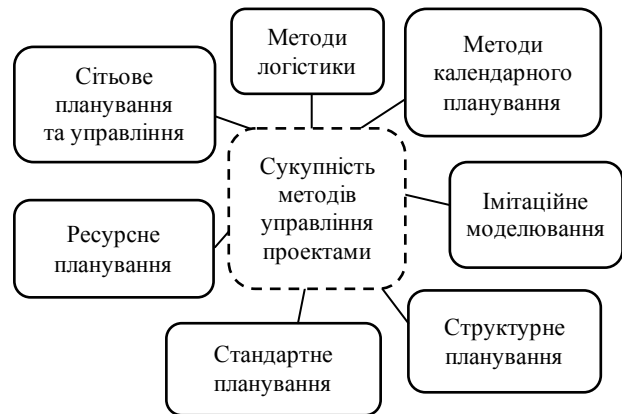 Методи
логістики
Методи
календарного
планування
Сітьове
планування
та управління
Сукупність
методів
управління
проектами
Імітаційне
моделювання
Ресурсне
планування
Структурне
планування
Стандартне
планування